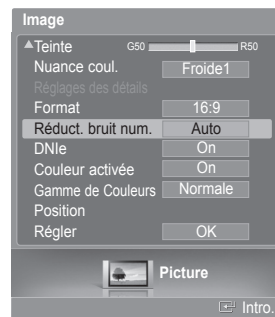 Image
Teinte G50 R50
Nuance coul. Froide1
Réglages des détails
Format 16:9
Réduct. bruit num. Auto
DNIe On
Couleur activée On
Gamme de Couleurs Normale
Position
Régler OK
Picture
Intro.